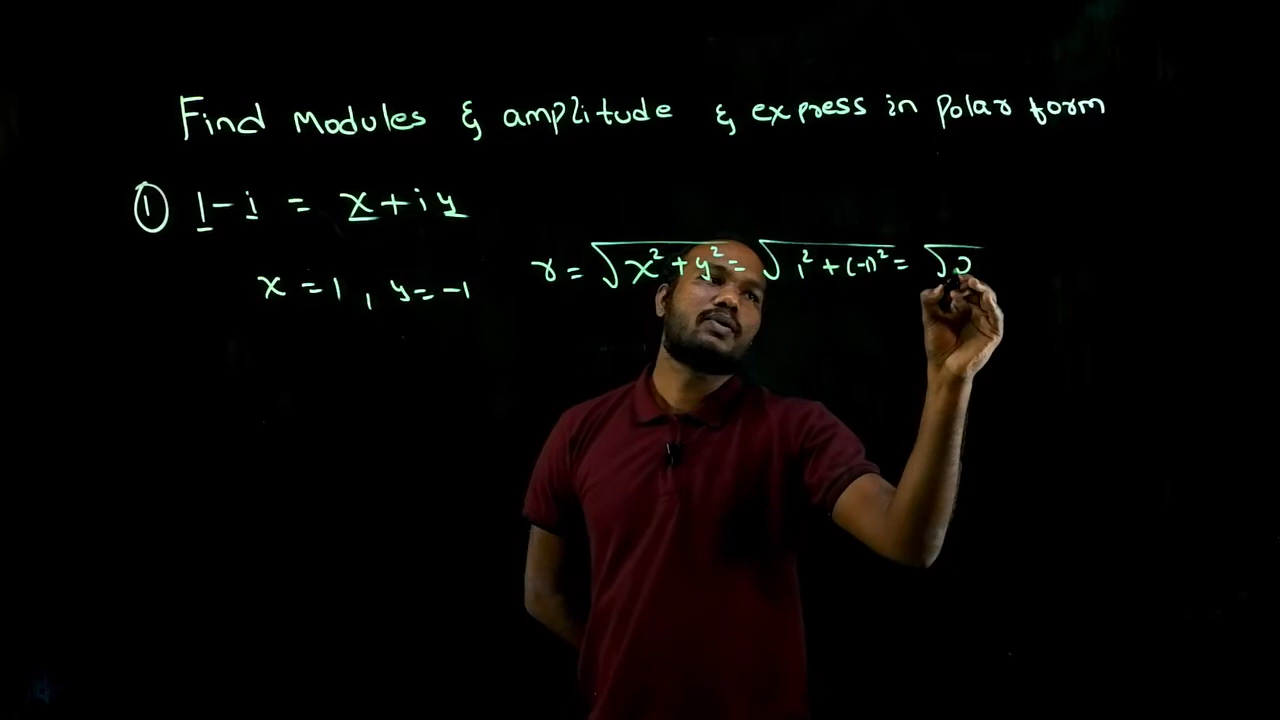 Find Modules & amplitude & express in Polar form
① 1-i = x+iy
x = 1, y = -1
r = √x²+y² = √1²+(-1)² = √2